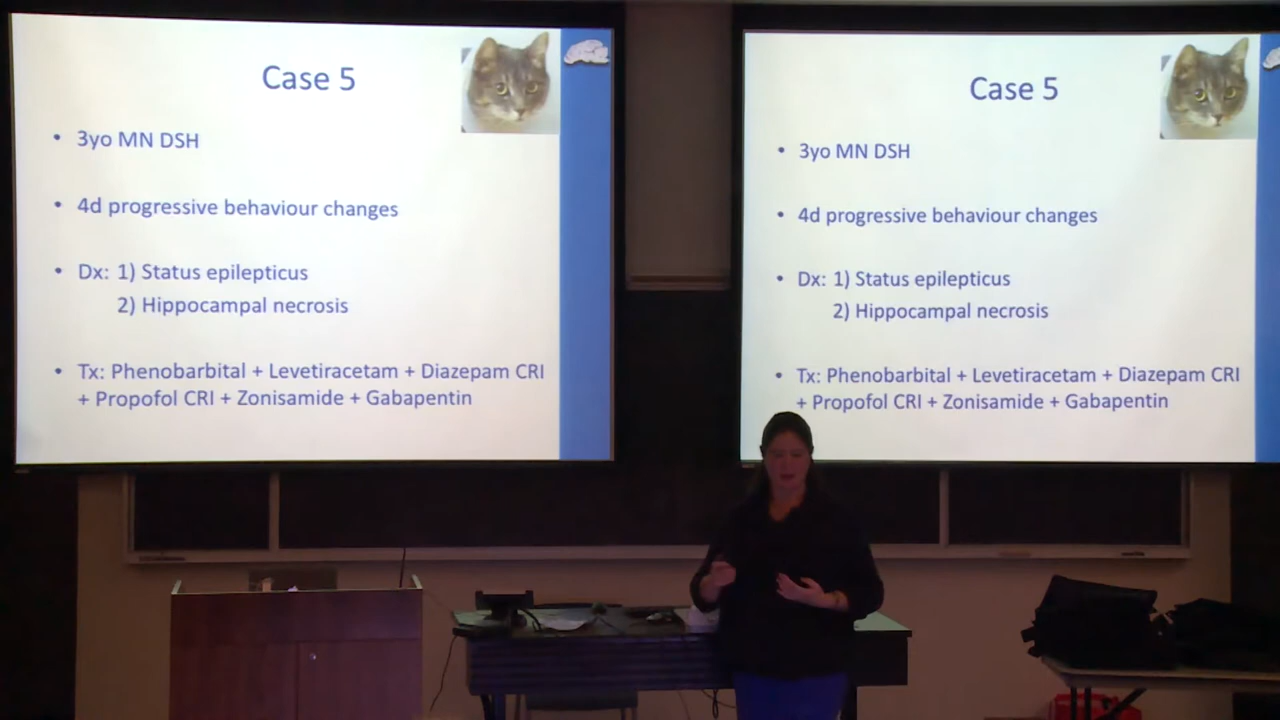 Case 5
• 3yo MN DSH
• 4d progressive behaviour changes
• Dx: 1) Status epilepticus
2) Hippocampal necrosis
• Tx: Phenobarbital + Levetiracetam + Diazepam CRI
+ Propofol CRI + Zonisamide + Gabapentin
Case 5
• 3yo MN DSH
• 4d progressive behaviour changes
• Dx: 1) Status epilepticus
2) Hippocampal necrosis
• Tx: Phenobarbital + Levetiracetam + Diazepam CRI
+ Propofol CRI + Zonisamide + Gabapentin